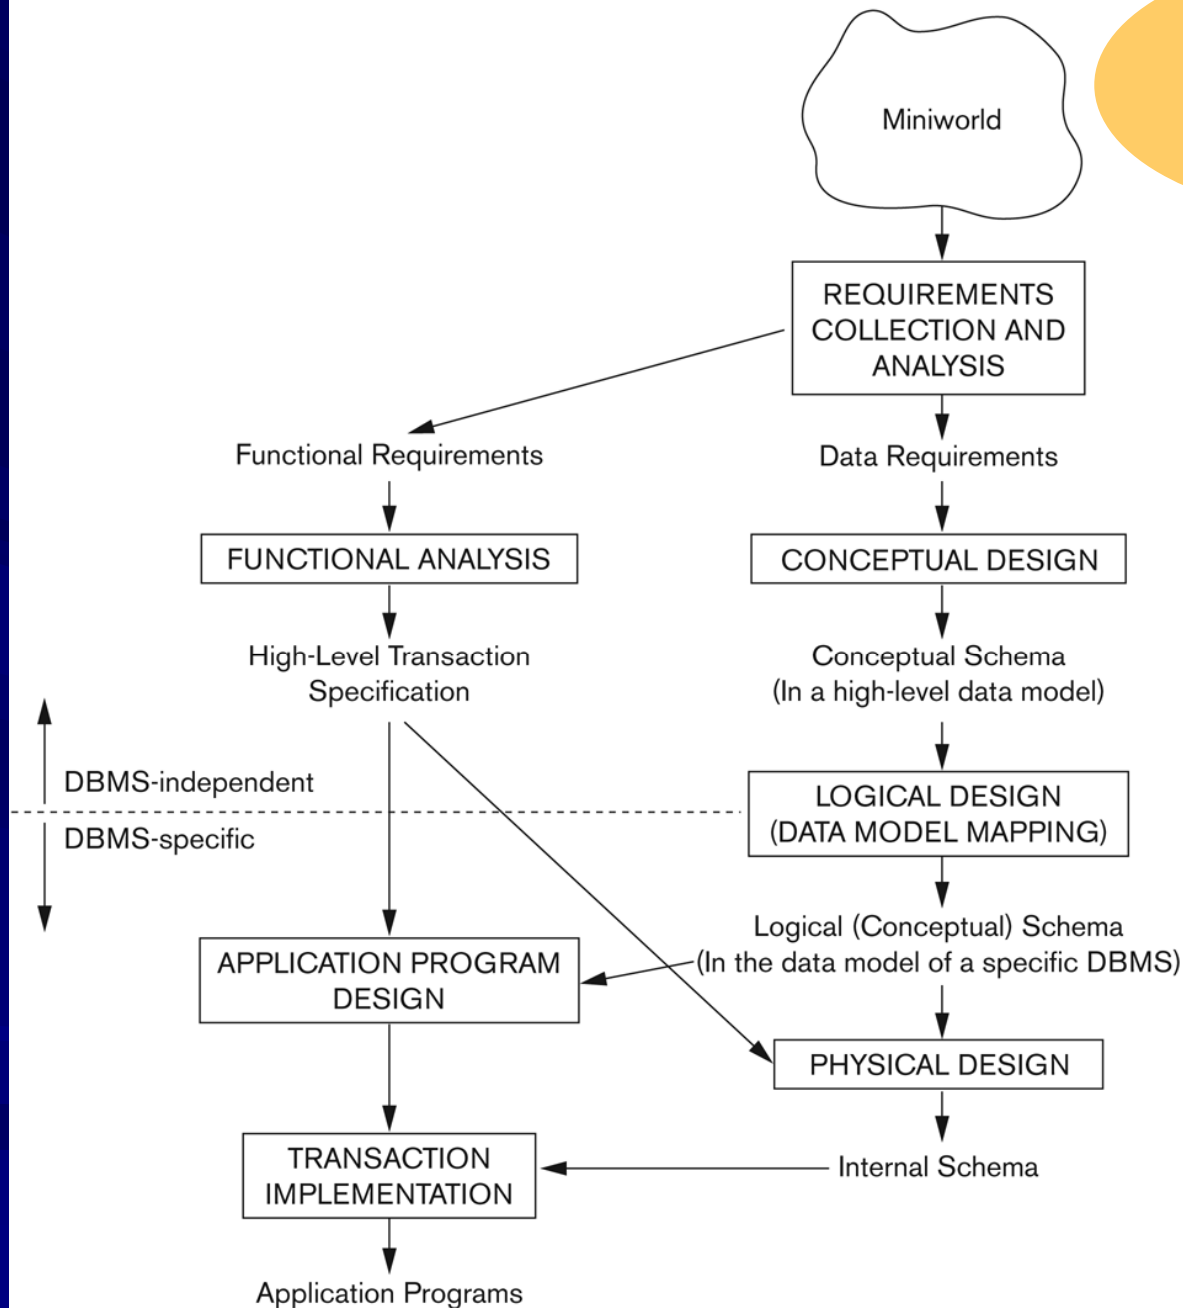 Miniworld
REQUIREMENTS
COLLECTION AND
ANALYSIS
Functional Requirements
Data Requirements
FUNCTIONAL ANALYSIS
CONCEPTUAL DESIGN
High-Level Transaction
Specification
Conceptual Schema
(In a high-level data model)
DBMS-independent
LOGICAL DESIGN
(DATA MODEL MAPPING)
DBMS-specific
Logical (Conceptual) Schema
(In the data model of a specific DBMS)
APPLICATION PROGRAM
DESIGN
PHYSICAL DESIGN
TRANSACTION
IMPLEMENTATION
Internal Schema
Application Programs